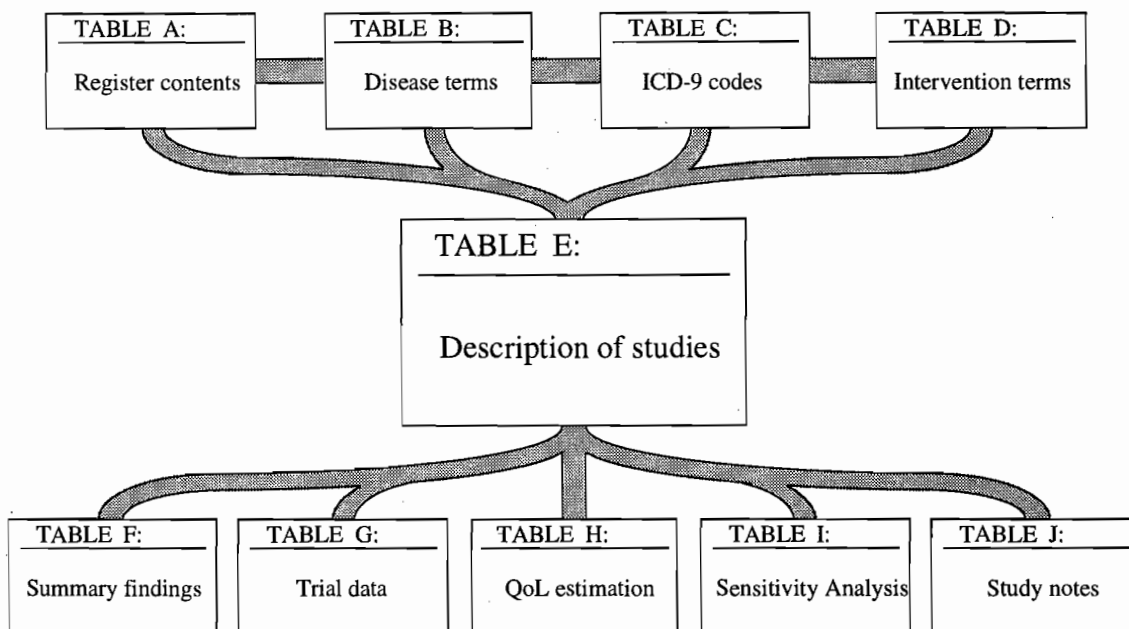 TABLE A:
Register contents
TABLE B:
Disease terms
TABLE C:
ICD-9 codes
TABLE D:
Intervention terms
TABLE E:
Description of studies
TABLE F:
Summary findings
TABLE G:
Trial data
TABLE H:
QoL estimation
TABLE I:
Sensitivity Analysis
TABLE J:
Study notes